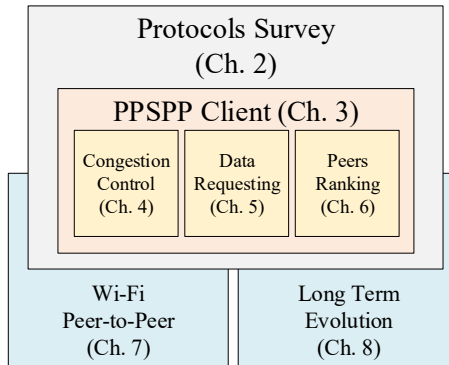 Protocols Survey
(Ch. 2)
PPSPP Client (Ch. 3)
Congestion
Control
(Ch. 4)
Data
Requesting
(Ch. 5)
Peers
Ranking
(Ch. 6)
Wi-Fi
Peer-to-Peer
(Ch. 7)
Long Term
Evolution
(Ch. 8)